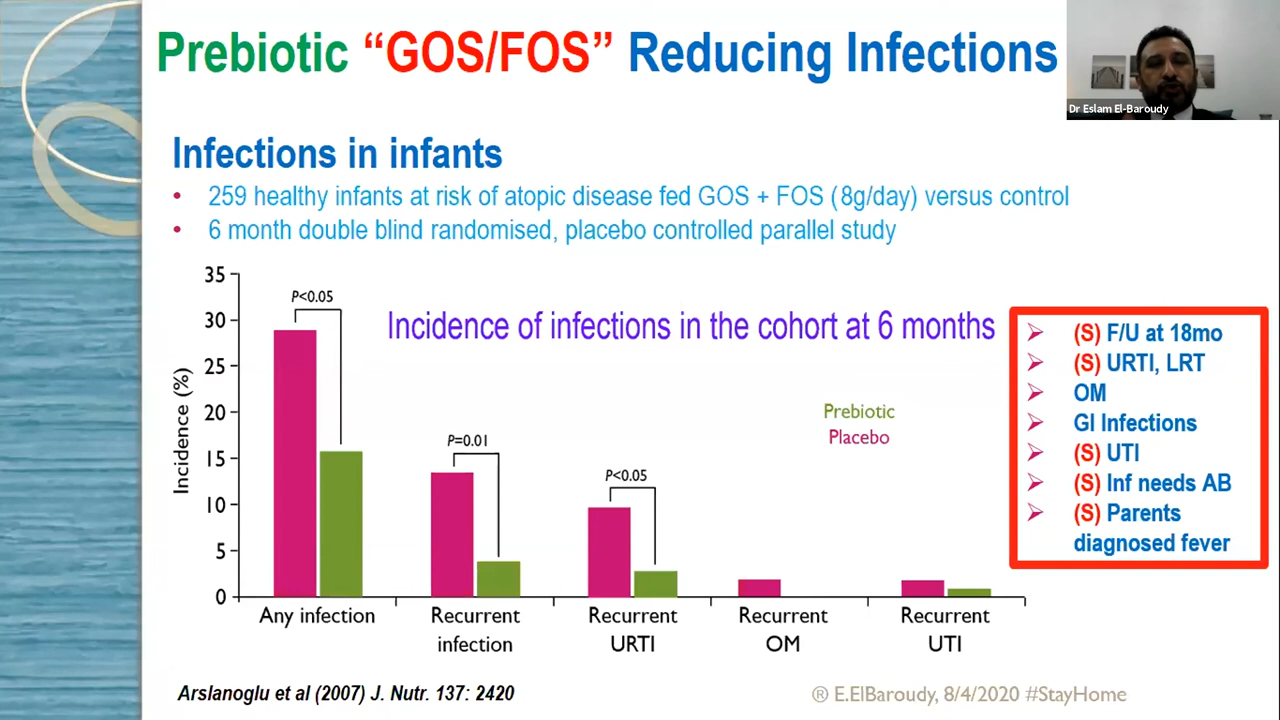 Prebiotic “GOS/FOS” Reducing Infections
Dr Eslam El-Baroudy
Infections in infants
• 259 healthy infants at risk of atopic disease fed GOS + FOS (8g/day) versus control
• 6 month double blind randomised, placebo controlled parallel study
Incidence of infections in the cohort at 6 months
Incidence (%)
35
30
25
20
15
10
5
0
P<0.05
P=0.01
P<0.05
Prebiotic
Placebo
Any infection
Recurrent
infection
Recurrent
URTI
Recurrent
OM
Recurrent
UTI
(S) F/U at 18mo
(S) URTI, LRT
OM
GI Infections
(S) UTI
(S) Inf needs AB
(S) Parents
diagnosed fever
Arslanoglu et al (2007) J. Nutr. 137: 2420
® E.ElBaroudy, 8/4/2020 #StayHome